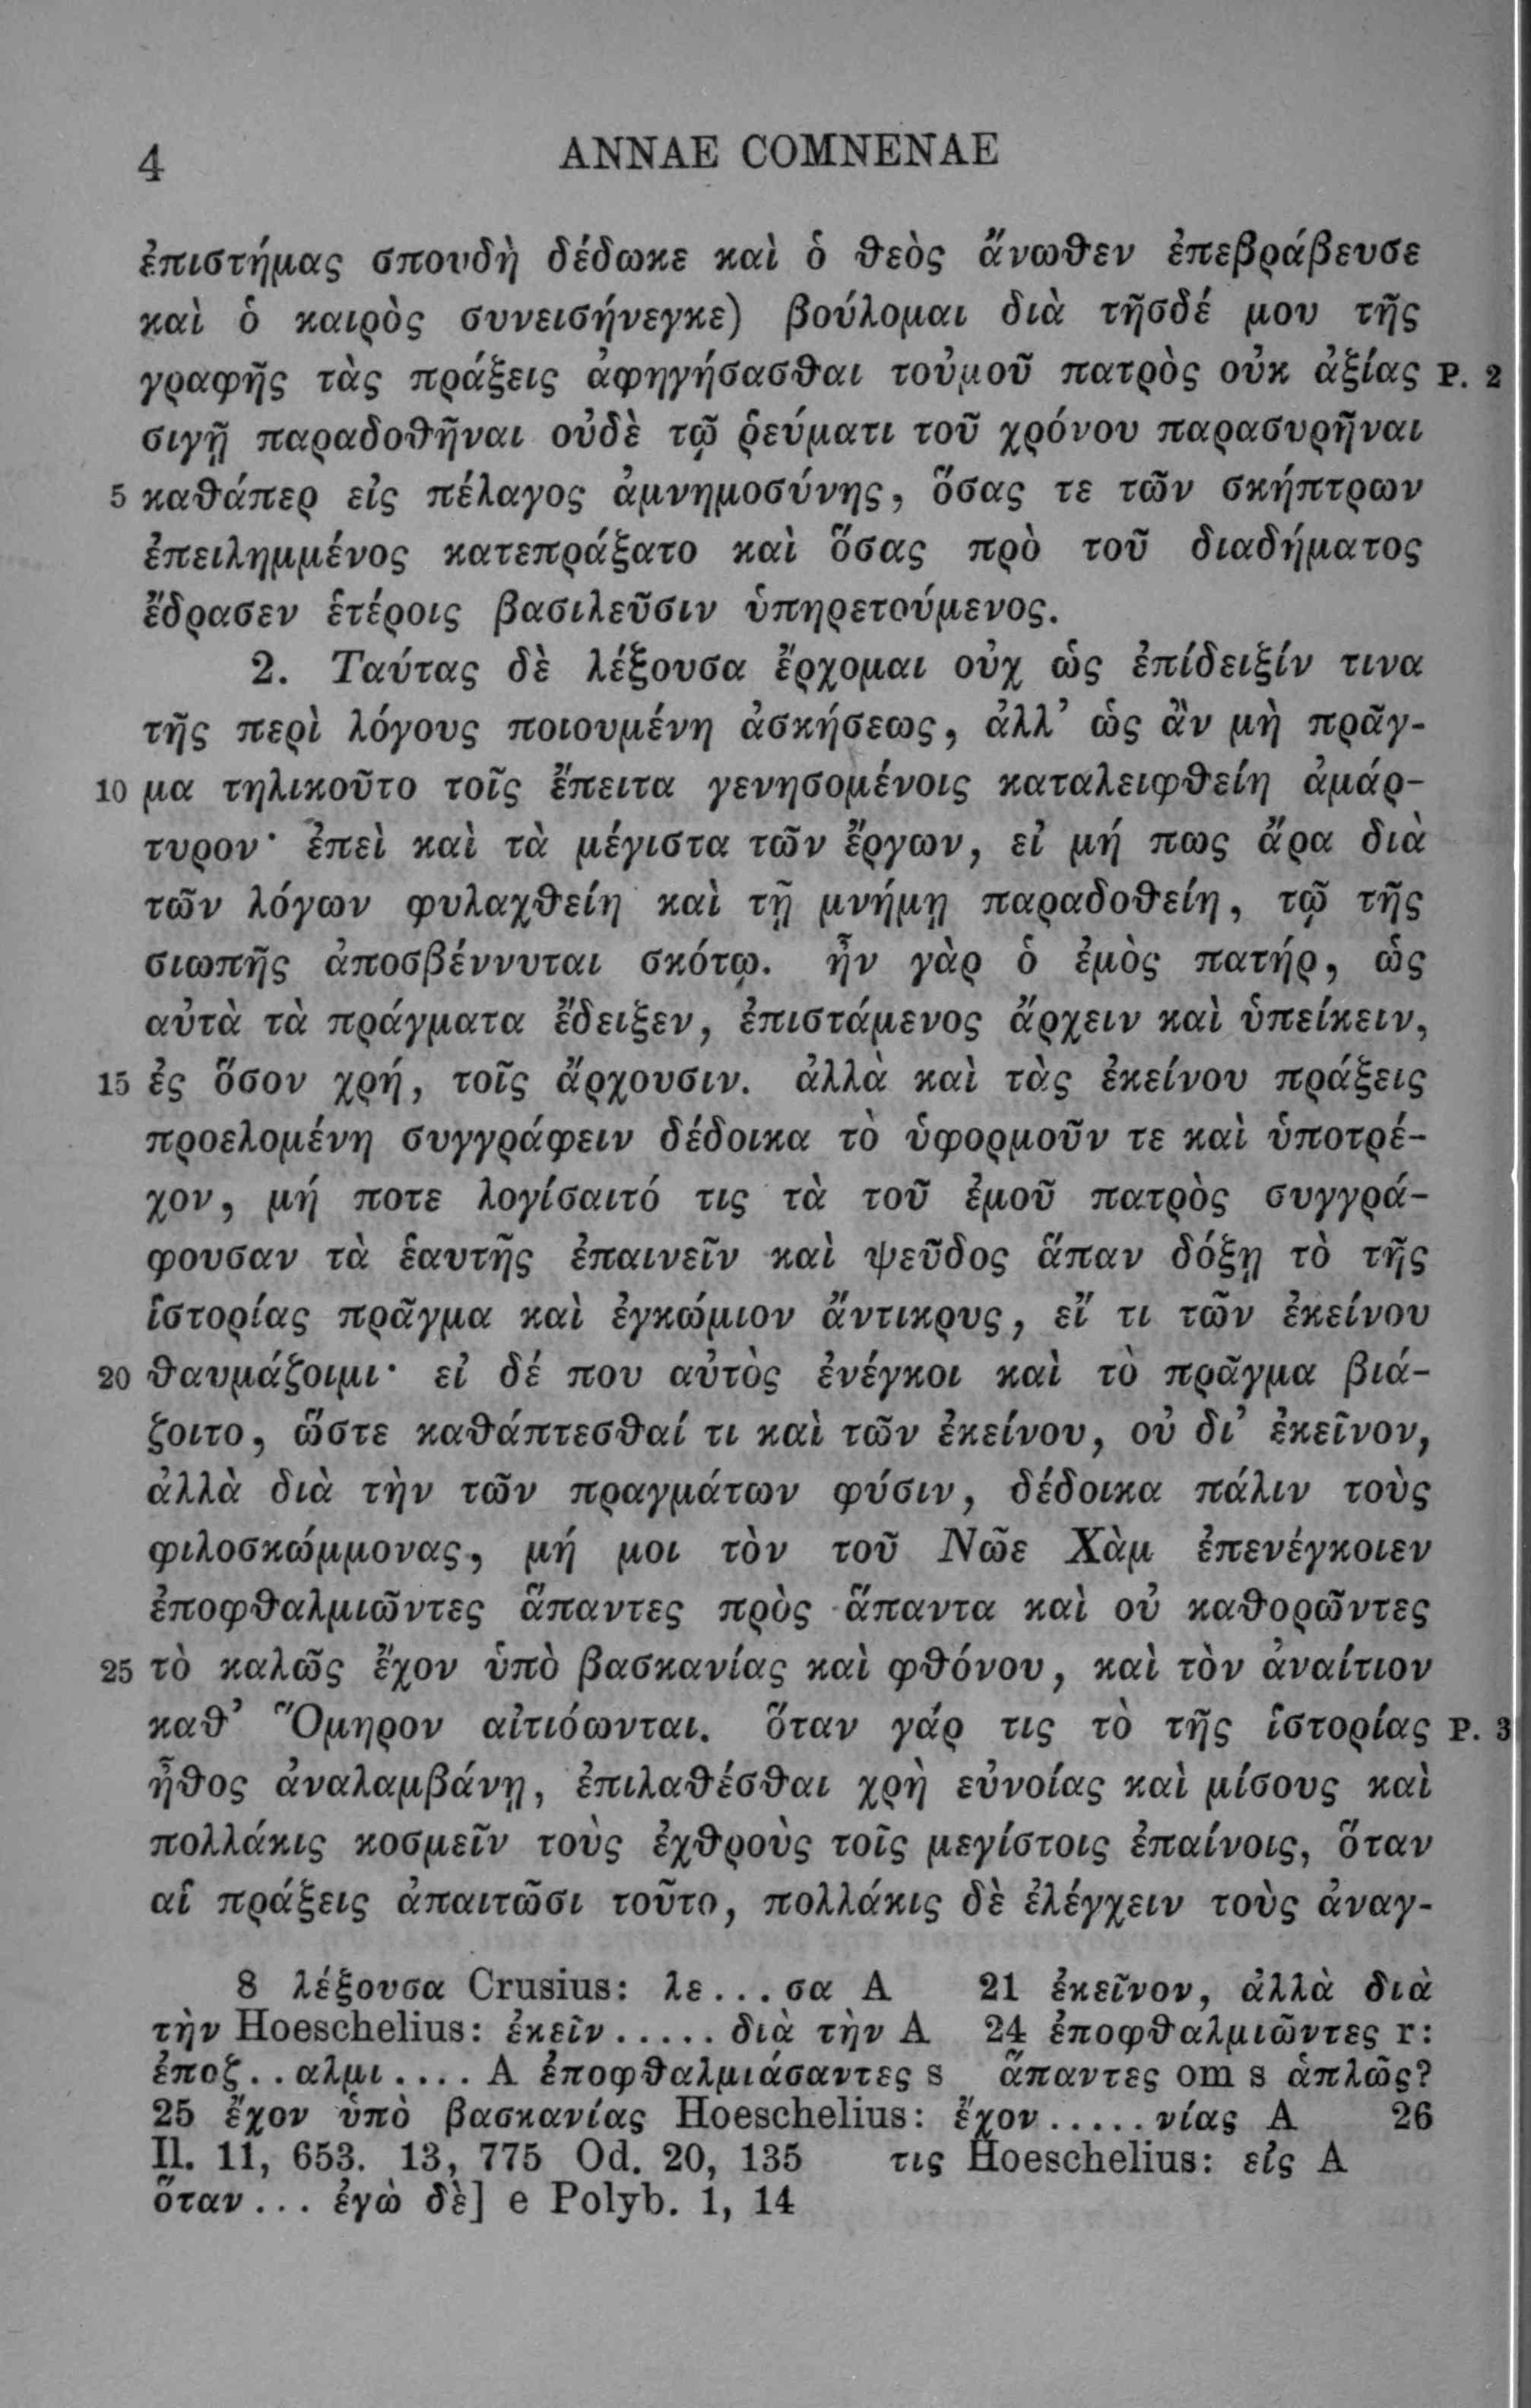 4 ANNAE COMNENAE
ἐπιστήμας σπουδὴ δέδωκε καὶ ὁ θεὸς ἄνωθεν ἐπεβράβευσε
καὶ ὁ καιρὸς συνεισήνεγκε) βούλομαι διὰ τῆσδέ μου τῆς
γραφῆς τὰς πράξεις ἀφηγήσασθαι τοὐμοῦ πατρὸς οὐκ ἀξίας P. 2
σιγῇ παραδοθῆναι οὐδὲ τῷ ῥεύματι τοῦ χρόνου παρασυρῆναι
5 καθάπερ εἰς πέλαγος ἀμνημοσύνης, ὅσας τε τῶν σκήπτρων
ἐπειλημμένος κατεπράξατο καὶ ὅσας πρὸ τοῦ διαδήματος
ἔδρασεν ἑτέροις βασιλεῦσιν ὑπηρετούμενος.
2. Ταύτας δὲ λέξουσα ἔρχομαι οὐχ ὡς ἐπίδειξίν τινα
τῆς περὶ λόγους ποιουμένη ἀσκήσεως, ἀλλ’ ὡς ἂν μὴ πρᾶγ-
10 μα τηλικοῦτο τοῖς ἔπειτα γενησομένοις καταλειφθείη ἀμάρ-
τυρον· ἐπεὶ καὶ τὰ μέγιστα τῶν ἔργων, εἰ μή πως ἄρα διὰ
τῶν λόγων φυλαχθείη καὶ τῇ μνήμῃ παραδοθείη, τῷ τῆς
σιωπῆς ἀποσβέννυται σκότῳ. ἦν γὰρ ὁ ἐμὸς πατήρ, ὡς
αὐτὰ τὰ πράγματα ἔδειξεν, ἐπιστάμενος ἄρχειν καὶ ὑπείκειν,
15 ἐς ὅσον χρή, τοῖς ἄρχουσιν. ἀλλὰ καὶ τὰς ἐκείνου πράξεις
προελομένη συγγράφειν δέδοικα τὸ ὑφορμοῦν τε καὶ ὑποτρέ-
χον, μή ποτε λογίσαιτό τις τὰ τοῦ ἐμοῦ πατρὸς συγγρά-
φουσαν τὰ ἑαυτῆς ἐπαινεῖν καὶ ψεῦδος ἅπαν δόξῃ τὸ τῆς
ἱστορίας πρᾶγμα καὶ ἐγκώμιον ἄντικρυς, εἴ τι τῶν ἐκείνου
20 θαυμάζοιμι· εἰ δέ που αὐτὸς ἐνέγκοι καὶ τὸ πρᾶγμα βιά-
ζοιτο, ὥστε καθάπτεσθαί τι καὶ τῶν ἐκείνου, οὐ δι’ ἐκεῖνον,
ἀλλὰ διὰ τὴν τῶν πραγμάτων φύσιν, δέδοικα πάλιν τοὺς
φιλοσκώμμονας, μή μοι τὸν τοῦ Νῶε Χὰμ ἐπενέγκοιεν
ἐποφθαλμιῶντες ἅπαντες πρὸς ἅπαντα καὶ οὐ καθορῶντες
25 τὸ καλῶς ἔχον ὑπὸ βασκανίας καὶ φθόνου, καὶ τὸν ἀναίτιον
καθ’ Ὅμηρον αἰτιόωνται. ὅταν γάρ τις τὸ τῆς ἱστορίας P. 3
ἦθος ἀναλαμβάνῃ, ἐπιλαθέσθαι χρὴ εὐνοίας καὶ μίσους καὶ
πολλάκις κοσμεῖν τοὺς ἐχθροὺς τοῖς μεγίστοις ἐπαίνοις, ὅταν
αἱ πράξεις ἀπαιτῶσι τοῦτο, πολλάκις δὲ ἐλέγχειν τοὺς ἀναγ-
8 λέξουσα Crusius: λε...σα A 21 ἐκεῖνον, ἀλλὰ διὰ
τὴν Hoeschelius: ἐκεῖν..... διὰ τὴν A 24 ἐποφθαλμιῶντες r:
ἐποζ..αλμι.... A ἐποφθαλμιάσαντες s ἅπαντες om s ἁπλῶς?
25 ἔχον ὑπὸ βασκανίας Hoeschelius: ἔχον.....νίας A 26
Il. 11, 653. 13, 775 Od. 20, 135 τις Hoeschelius: εἰς A
ὅταν... ἐγὼ δὲ] e Polyb. 1, 14